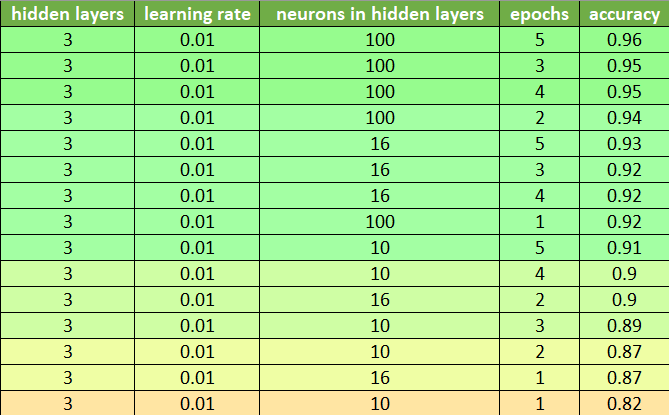 hidden layers learning rate neurons in hidden layers epochs accuracy
3 0.01 100 5 0.96
3 0.01 100 3 0.95
3 0.01 100 4 0.95
3 0.01 100 2 0.94
3 0.01 16 5 0.93
3 0.01 16 3 0.92
3 0.01 16 4 0.92
3 0.01 100 1 0.92
3 0.01 10 5 0.91
3 0.01 10 4 0.9
3 0.01 16 2 0.9
3 0.01 10 3 0.89
3 0.01 10 2 0.87
3 0.01 16 1 0.87
3 0.01 10 1 0.82